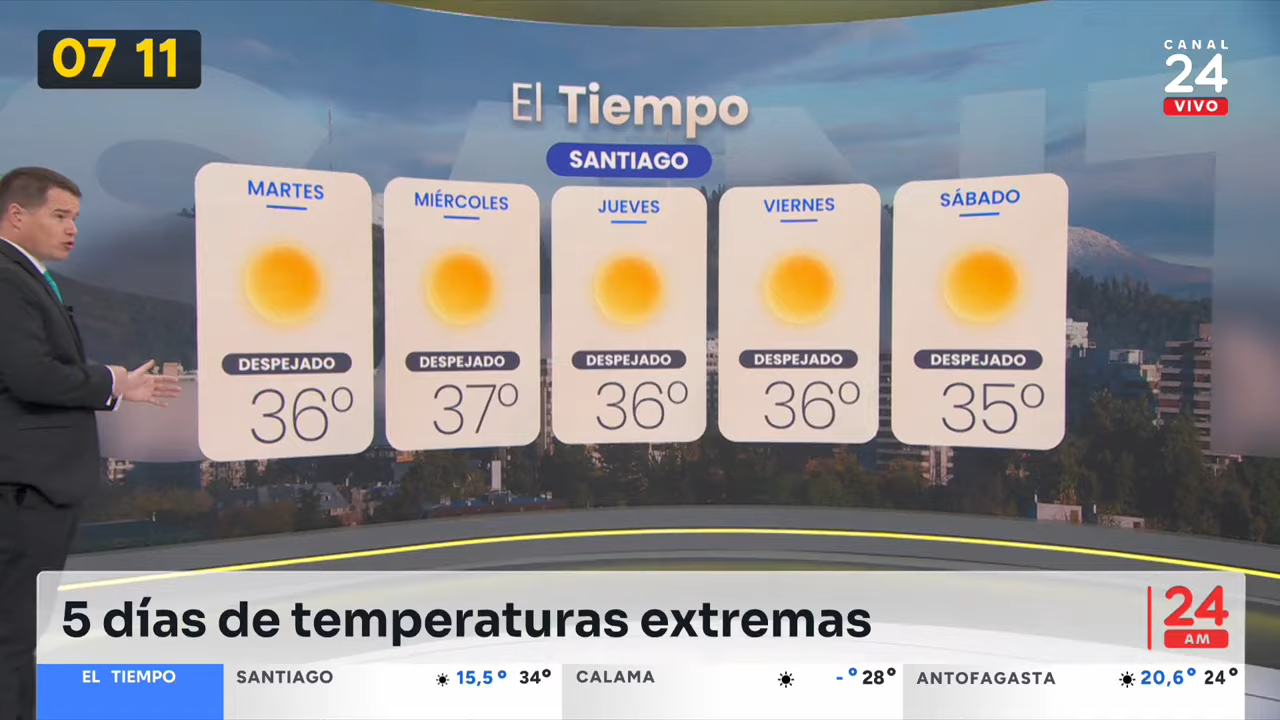 07 11
CANAL
24
VIVO
El Tiempo
SANTIAGO
MARTES
DESPEJADO
36°
MIÉRCOLES
DESPEJADO
37°
JUEVES
DESPEJADO
36°
VIERNES
DESPEJADO
36°
SÁBADO
DESPEJADO
35°
5 días de temperaturas extremas
24
AM
EL TIEMPO
SANTIAGO 15,5° 34°
CALAMA -° 28°
ANTOFAGASTA 20,6° 24°